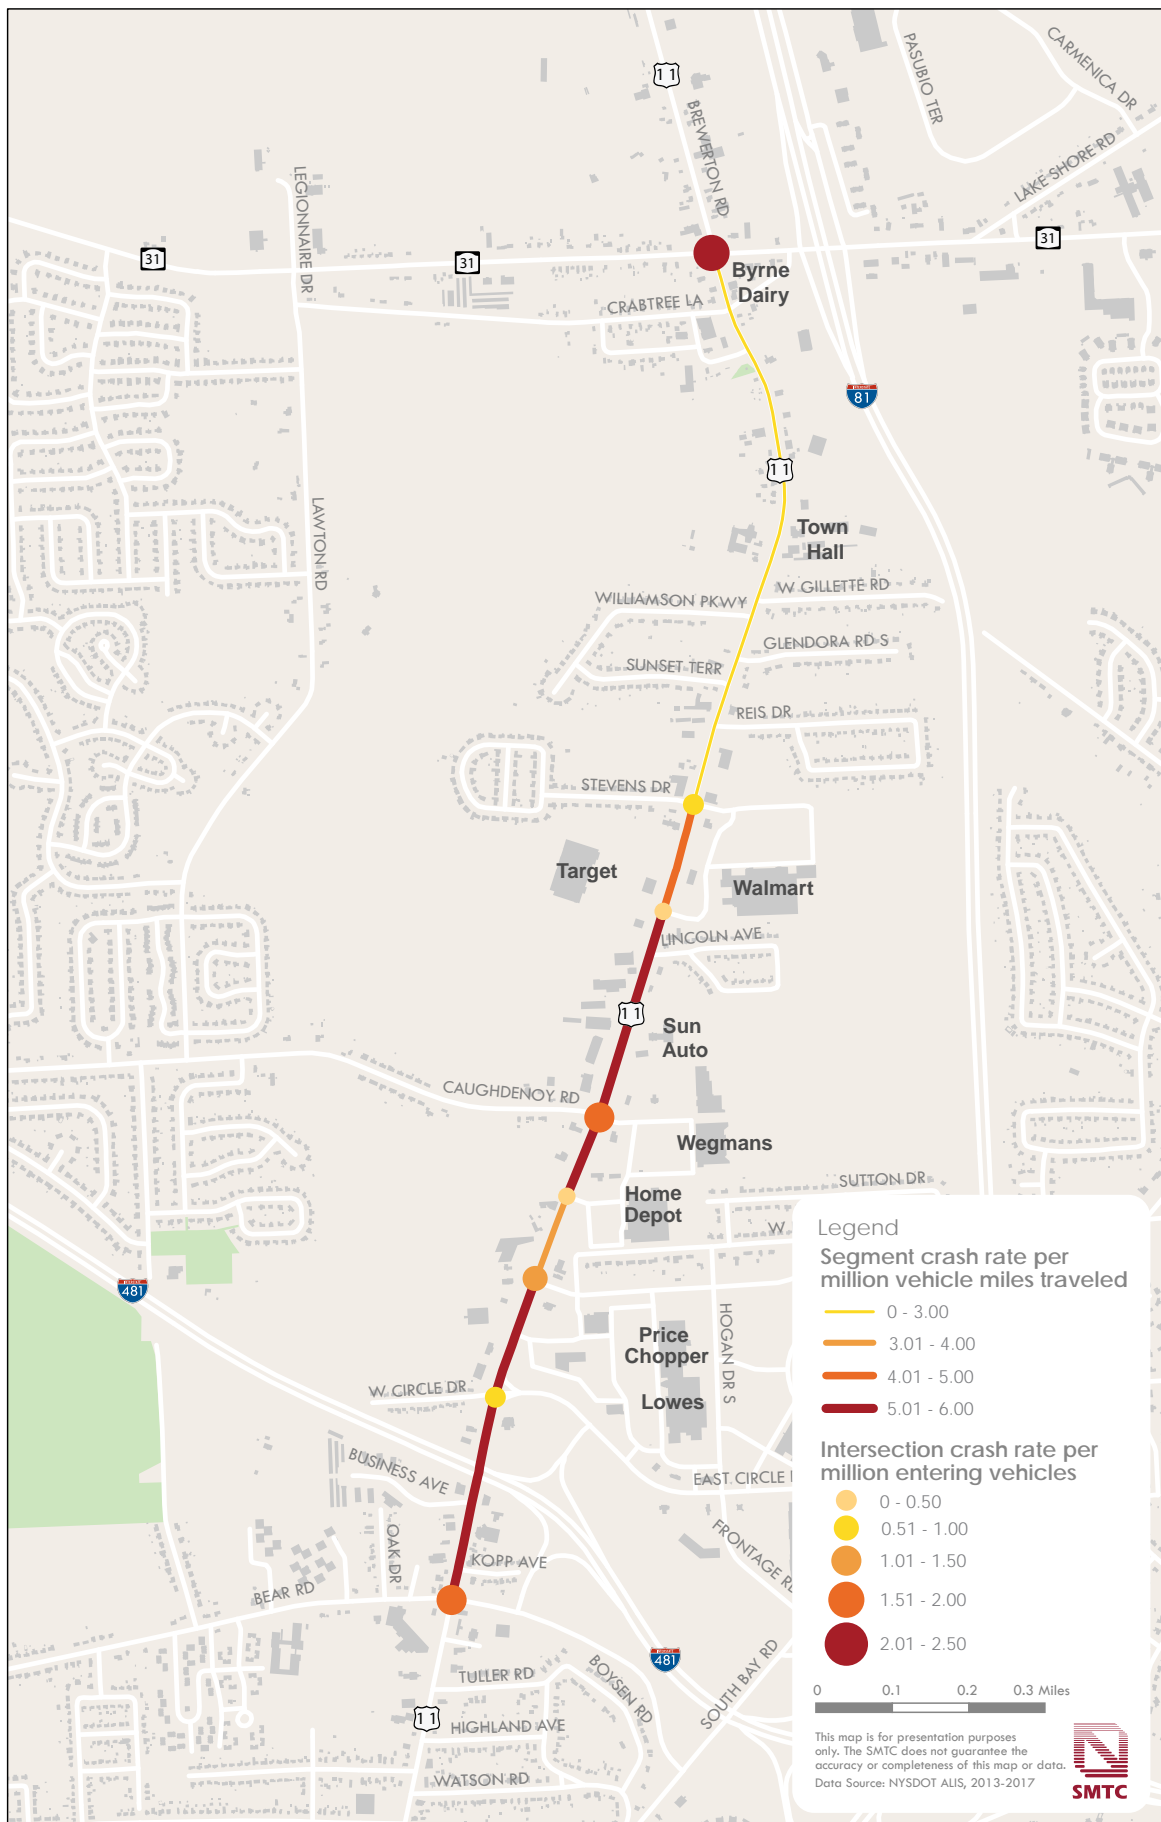 11
BREWERTON RD
PASUBIO TER
CARMENICA DR
LAKE SHORE RD
LEGIONNAIRE DR
31
31
31
Byrne
Dairy
CRABTREE LA
81
11
LAWTON RD
Town
Hall
W GILLETTE RD
WILLIAMSON PKWY
GLENDORA RD S
SUNSET TERR
REIS DR
STEVENS DR
Target
Walmart
LINCOLN AVE
11
Sun
Auto
CAUGHDENOY RD
Wegmans
SUTTON DR
Home
Depot
W
481
HOGAN DR S
Price
Chopper
W CIRCLE DR
Lowes
BUSINESS AVE
EAST CIRCLE
OAK DR
FRONTAGE RD
KOPP AVE
BEAR RD
481
TULLER RD
BOYSEN RD
SOUTH BAY RD
11
HIGHLAND AVE
WATSON RD
Legend
Segment crash rate per
million vehicle miles traveled
0 - 3.00
3.01 - 4.00
4.01 - 5.00
5.01 - 6.00
Intersection crash rate per
million entering vehicles
0 - 0.50
0.51 - 1.00
1.01 - 1.50
1.51 - 2.00
2.01 - 2.50
0 0.1 0.2 0.3 Miles
This map is for presentation purposes
only. The SMTC does not guarantee the
accuracy or completeness of this map or data.
Data Source: NYSDOT ALIS, 2013-2017
SMTC